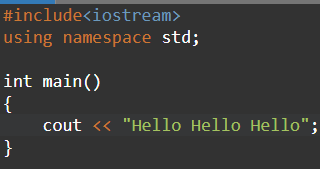 #include<iostream>
using namespace std;
int main()
{
    cout << "Hello Hello Hello";
}